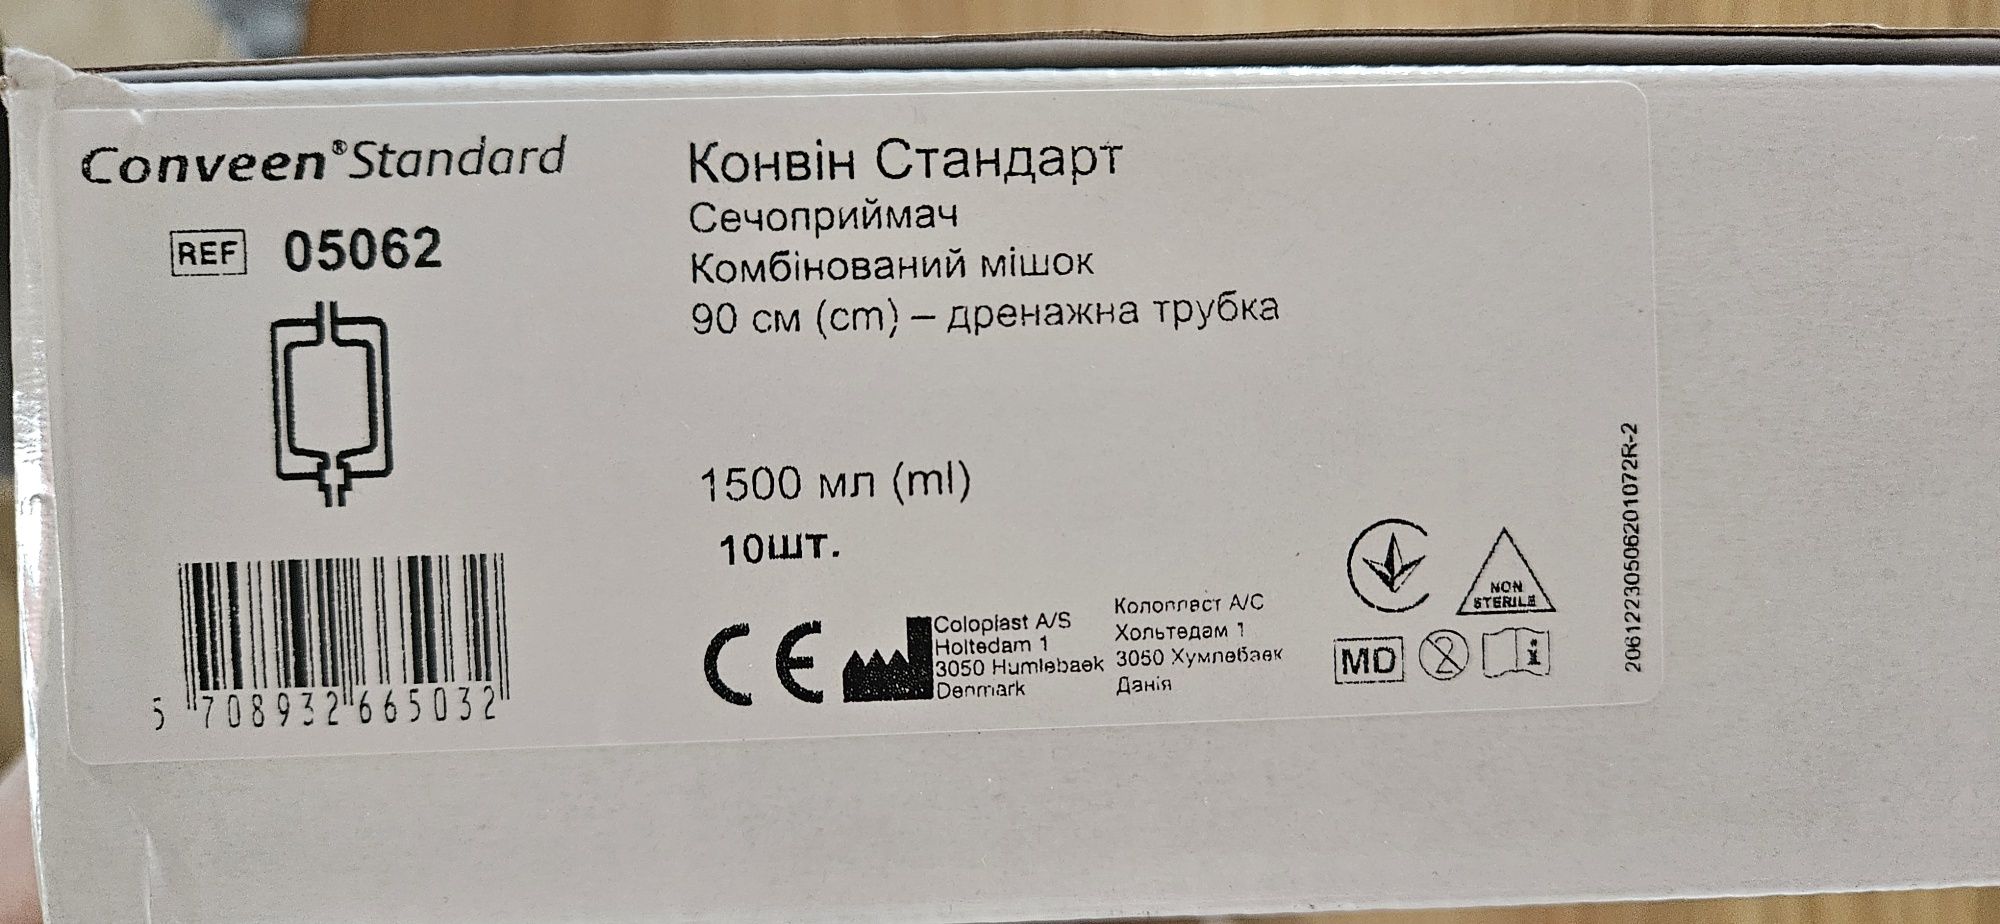 Conveen® Standard
REF 05062
Конвін Стандарт
Сечоприймач
Комбінований мішок
90 см (cm) – дренажна трубка
1500 мл (ml)
10шт.
5 708932 665032
CE
Coloplast A/S
Holtedam 1
3050 Humlebaek
Denmark
Колопласт А/С
Хольтедам 1
3050 Хумлебаек
Данія
NON
STERILE
MD
2
i
20612230506201072R-2